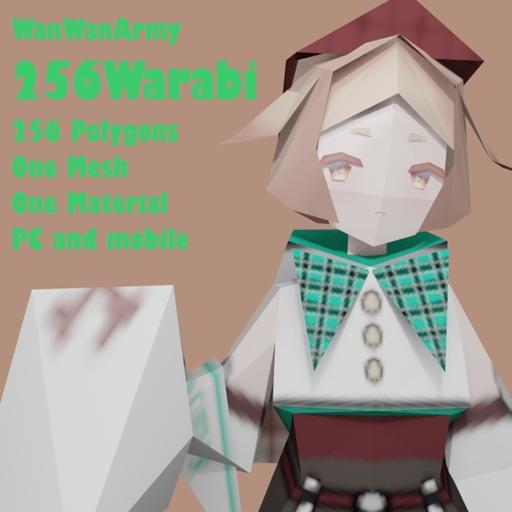 WanWanArmy
256Warabi
256 Polygons
One Mesh
One Material
PC and mobile